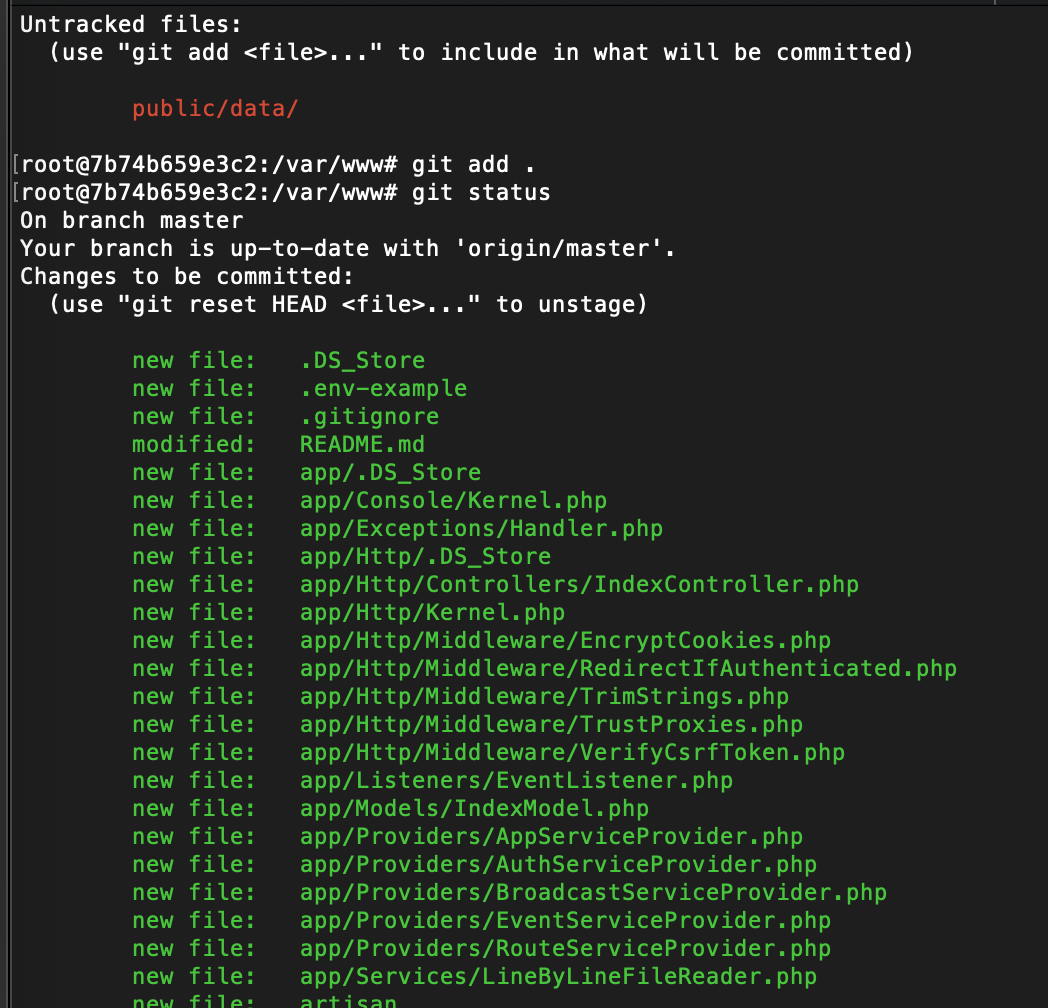 Untracked files:
  (use "git add <file>..." to include in what will be committed)
        public/data/
[root@7b74b659e3c2:/var/www# git add .
[root@7b74b659e3c2:/var/www# git status
On branch master
Your branch is up-to-date with 'origin/master'.
Changes to be committed:
  (use "git reset HEAD <file>..." to unstage)
        new file:   .DS_Store
        new file:   .env-example
        new file:   .gitignore
        modified:   README.md
        new file:   app/.DS_Store
        new file:   app/Console/Kernel.php
        new file:   app/Exceptions/Handler.php
        new file:   app/Http/.DS_Store
        new file:   app/Http/Controllers/IndexController.php
        new file:   app/Http/Kernel.php
        new file:   app/Http/Middleware/EncryptCookies.php
        new file:   app/Http/Middleware/RedirectIfAuthenticated.php
        new file:   app/Http/Middleware/TrimStrings.php
        new file:   app/Http/Middleware/TrustProxies.php
        new file:   app/Http/Middleware/VerifyCsrfToken.php
        new file:   app/Listeners/EventListener.php
        new file:   app/Models/IndexModel.php
        new file:   app/Providers/AppServiceProvider.php
        new file:   app/Providers/AuthServiceProvider.php
        new file:   app/Providers/BroadcastServiceProvider.php
        new file:   app/Providers/EventServiceProvider.php
        new file:   app/Providers/RouteServiceProvider.php
        new file:   app/Services/LineByLineFileReader.php
        new file:   artisan